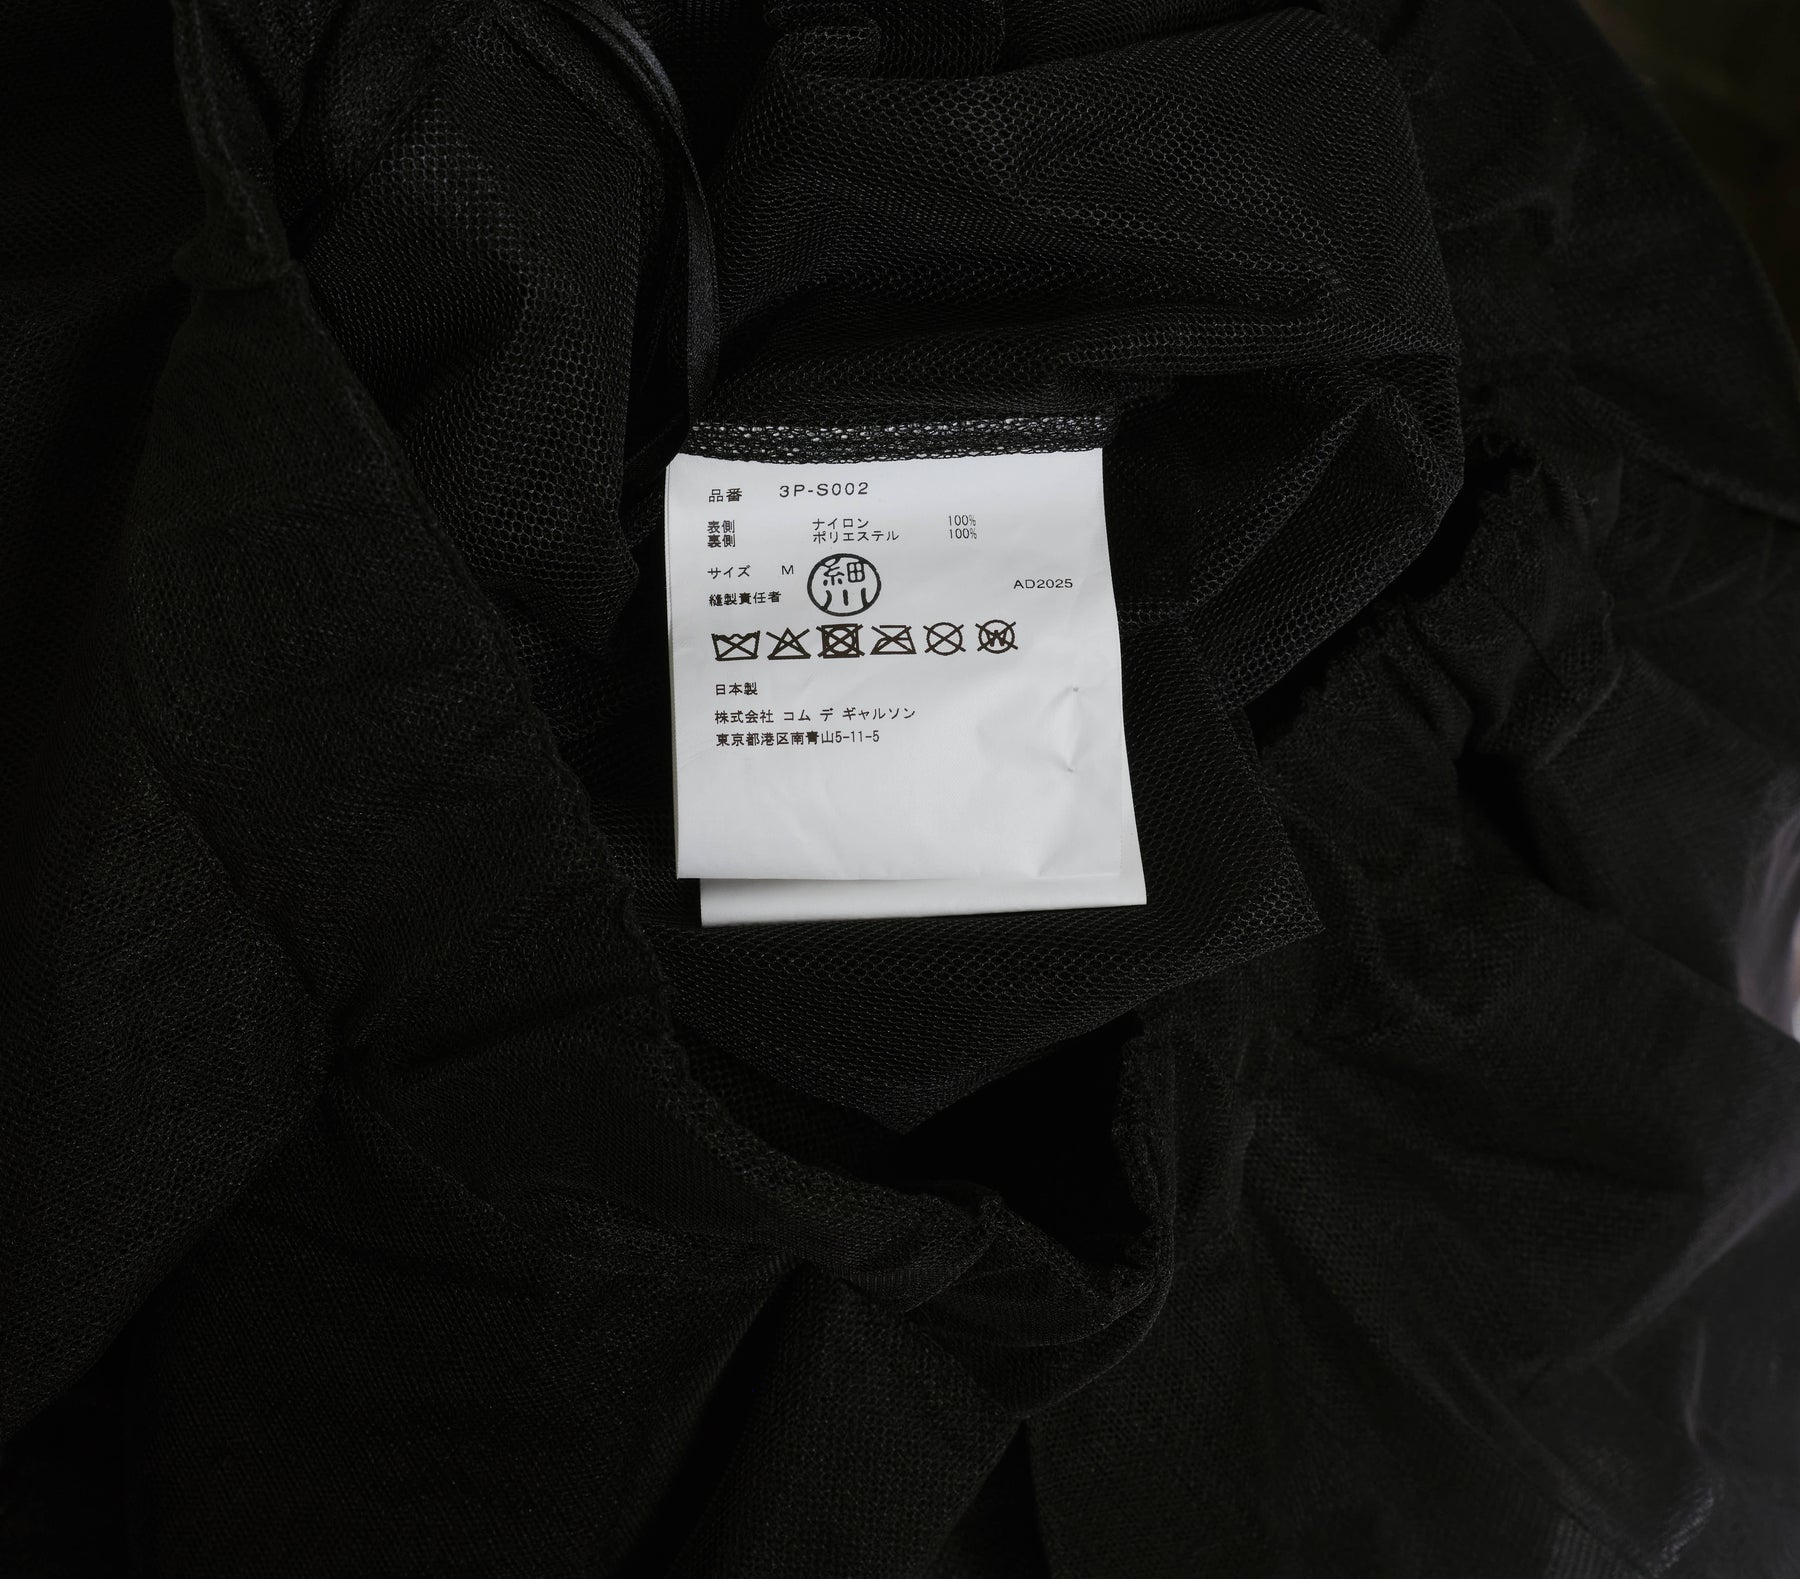 品番 3P-S002
表側 ナイロン 100%
裏側 ポリエステル 100%
サイズ M
細川
AD2025
縫製責任者
W
日本製
株式会社 コム デ ギャルソン
東京都港区南青山5-11-5